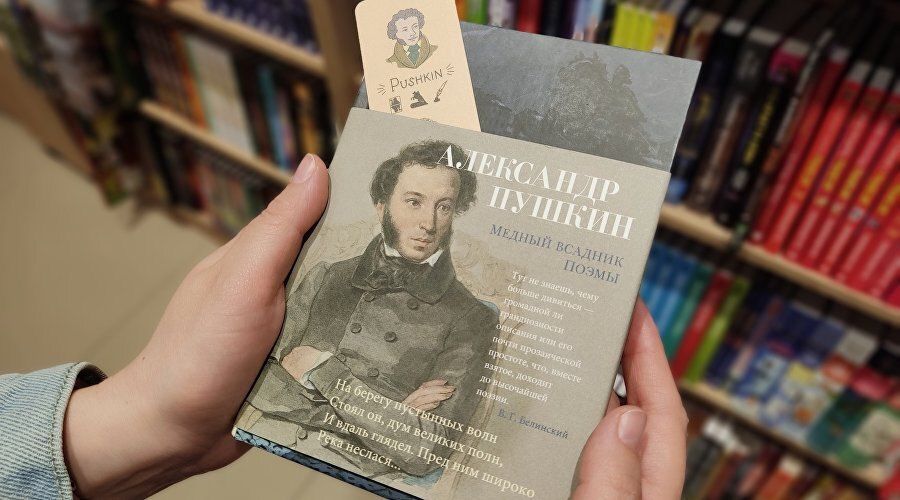 PUSHKIN
АЛЕКСАНДР
ПУШКИН
МЕДНЫЙ ВСАДНИК
ПОЭМЫ
Тут не знаешь, чему
больше дивиться —
громадной ли
грандиозности
описания или его
почти прозаической
простоте, что, вместе
взятое, доходит
до высочайшей
поэзии.
В. Г. Белинский
На берегу пустынных волн
Стоял он, дум великих полн,
И вдаль глядел. Пред ним широко
Река неслася...